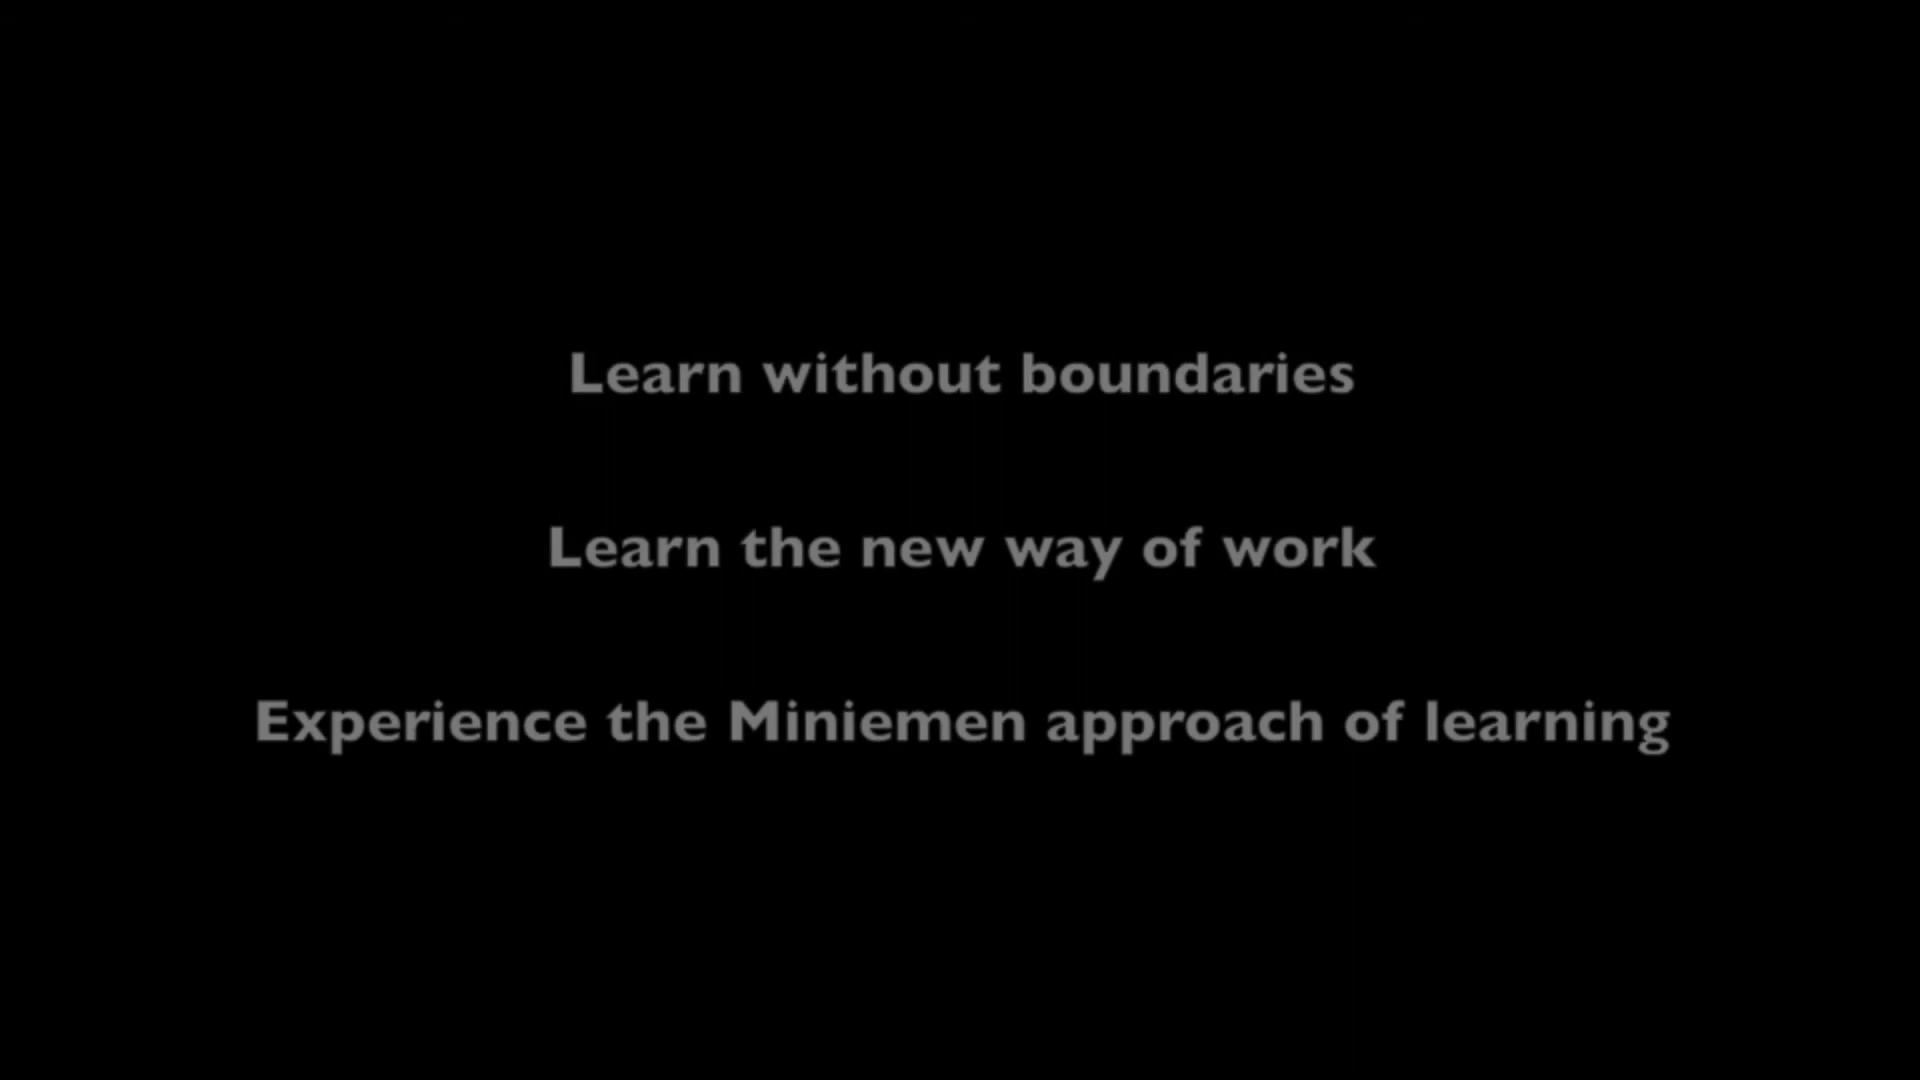 Learn without boundaries
Learn the new way of work
Experience the Miniemen approach of learning